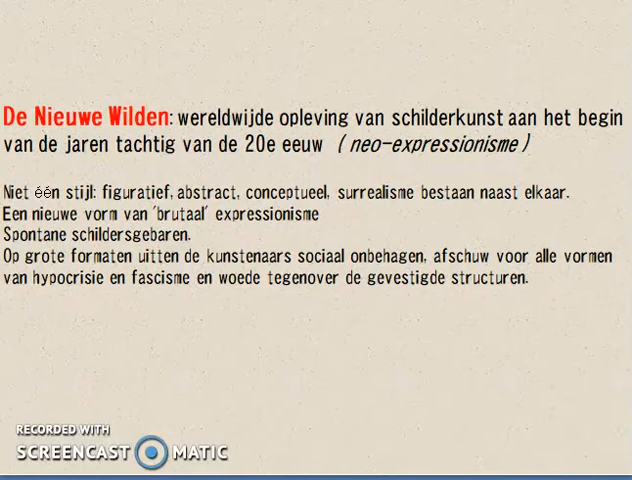 De Nieuwe Wilden: wereldwijde opleving van schilderkunst aan het begin
van de jaren tachtig van de 20e eeuw ( neo-expressionisme )
Niet één stijl: figuratief, abstract, conceptueel, surrealisme bestaan naast elkaar.
Een nieuwe vorm van 'brutaal' expressionisme
Spontane schildersgebaren.
Op grote formaten uitten de kunstenaars sociaal onbehagen, afschuw voor alle vormen
van hypocrisie en fascisme en woede tegenover de gevestigde structuren.
RECORDED WITH
SCREENCAST MATIC